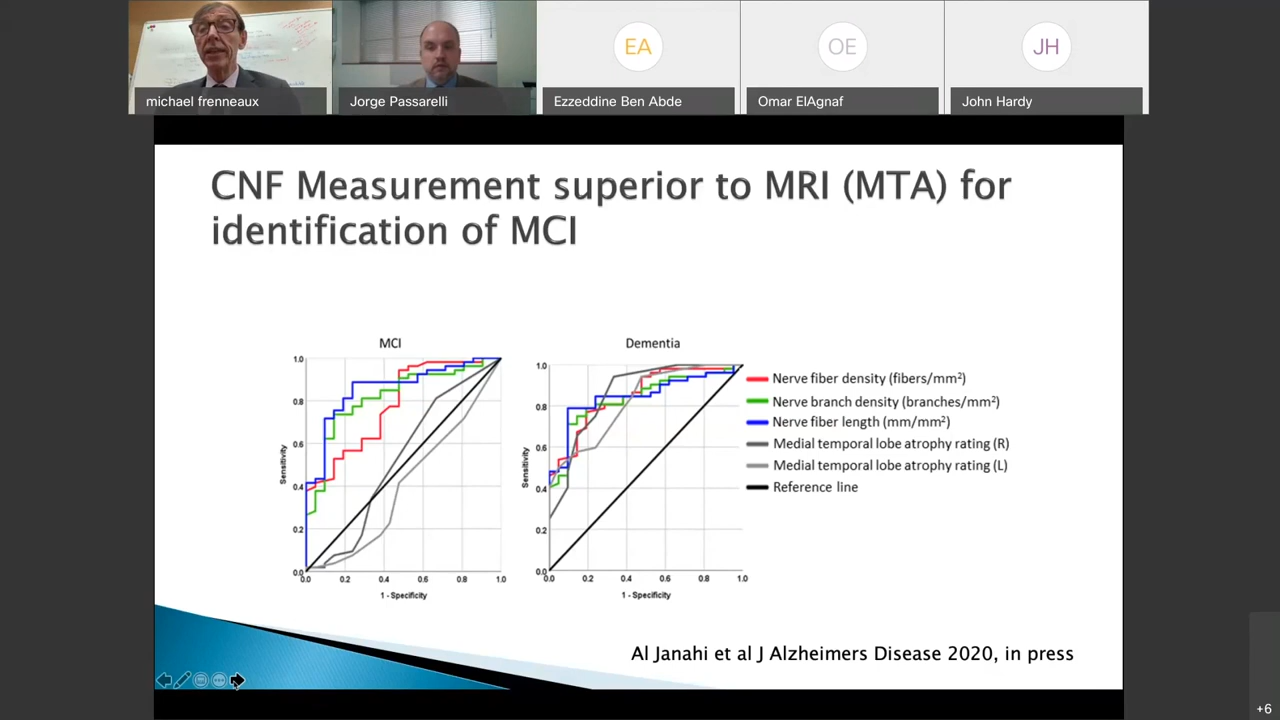 michael frenneaux
Jorge Passarelli
EA
Ezzeddine Ben Abde
OE
Omar ElAgnaf
JH
John Hardy
CNF Measurement superior to MRI (MTA) for
identification of MCI
MCI
1.0
0.8
0.6
0.4
0.2
0.0
Sensitivity
0.0 0.2 0.4 0.6 0.8 1.0
1 - Specificity
Dementia
1.0
0.8
0.6
0.4
0.2
0.0
Sensitivity
0.0 0.2 0.4 0.6 0.8 1.0
1 - Specificity
Nerve fiber density (fibers/mm²)
Nerve branch density (branches/mm²)
Nerve fiber length (mm/mm²)
Medial temporal lobe atrophy rating (R)
Medial temporal lobe atrophy rating (L)
Reference line
Al Janahi et al J Alzheimers Disease 2020, in press
+6